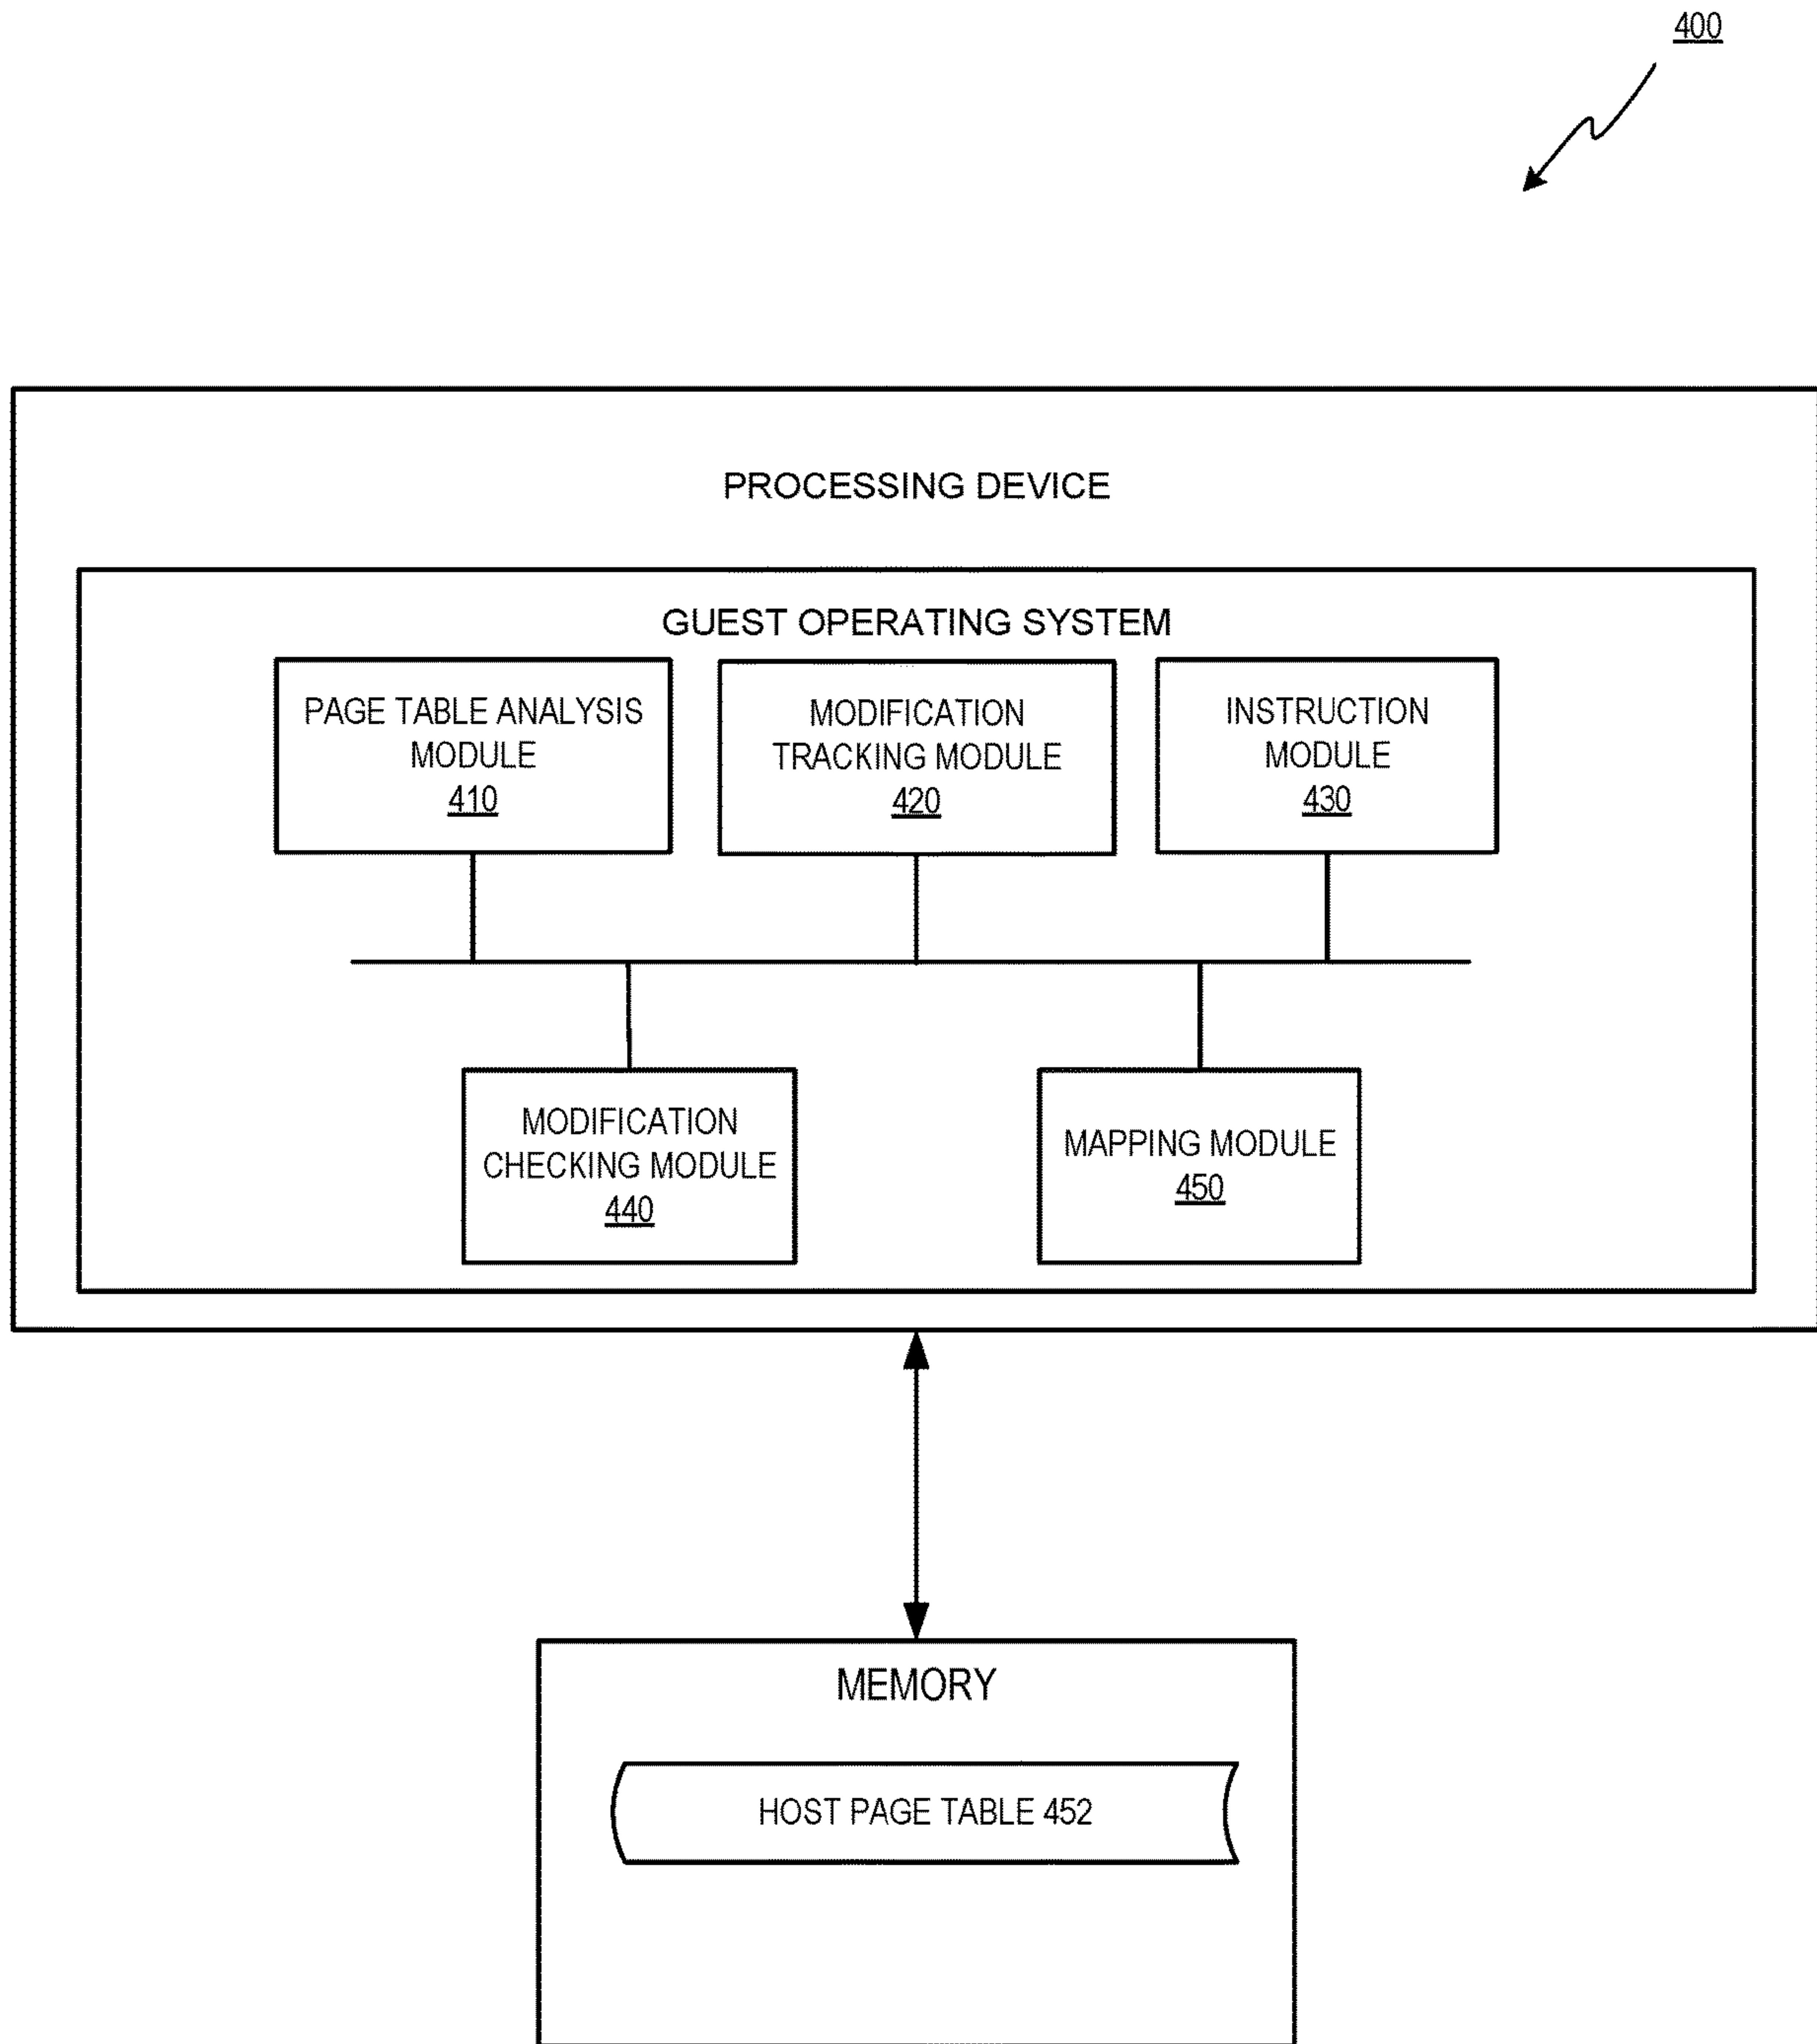 400
PROCESSING DEVICE
GUEST OPERATING SYSTEM
PAGE TABLE ANALYSIS
MODULE
410
MODIFICATION
TRACKING MODULE
420
INSTRUCTION
MODULE
430
MODIFICATION
CHECKING MODULE
440
MAPPING MODULE
450
MEMORY
HOST PAGE TABLE 452